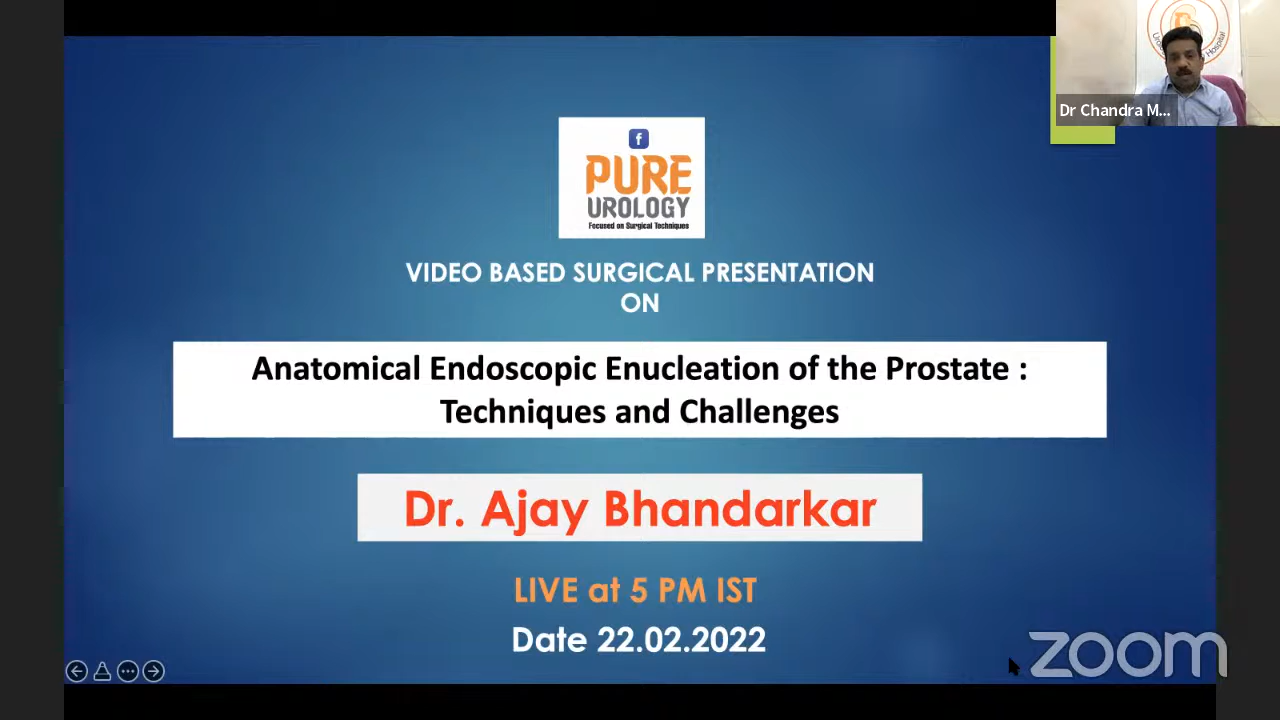 Dr Chandra M...
f
PURE
UROLOGY
Focused on Surgical Techniques
VIDEO BASED SURGICAL PRESENTATION
ON
Anatomical Endoscopic Enucleation of the Prostate :
Techniques and Challenges
Dr. Ajay Bhandarkar
LIVE at 5 PM IST
Date 22.02.2022
zoom